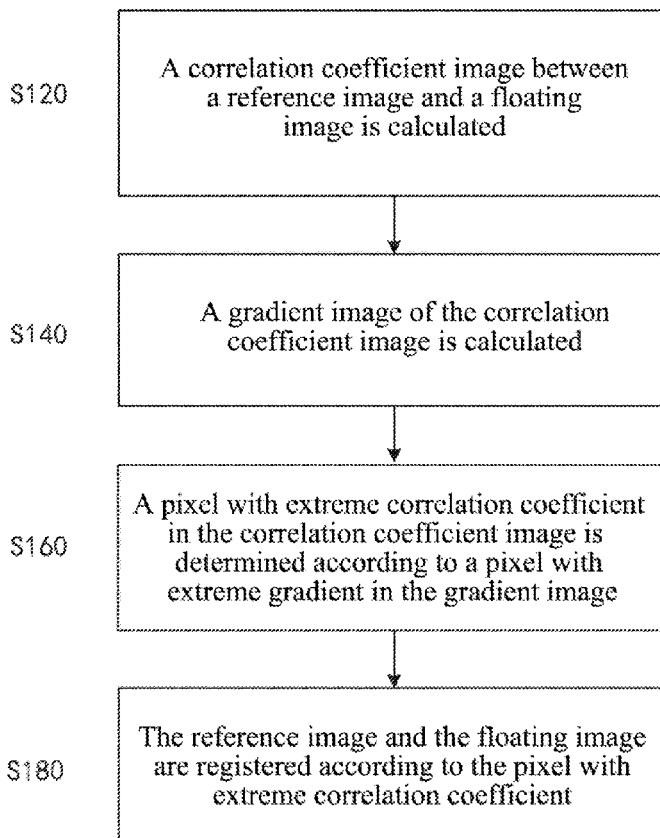 S120
A correlation coefficient image between
a reference image and a floating
image is calculated
S140
A gradient image of the correlation
coefficient image is calculated
S160
A pixel with extreme correlation coefficient
in the correlation coefficient image is
determined according to a pixel with
extreme gradient in the gradient image
S180
The reference image and the floating image
are registered according to the pixel with
extreme correlation coefficient